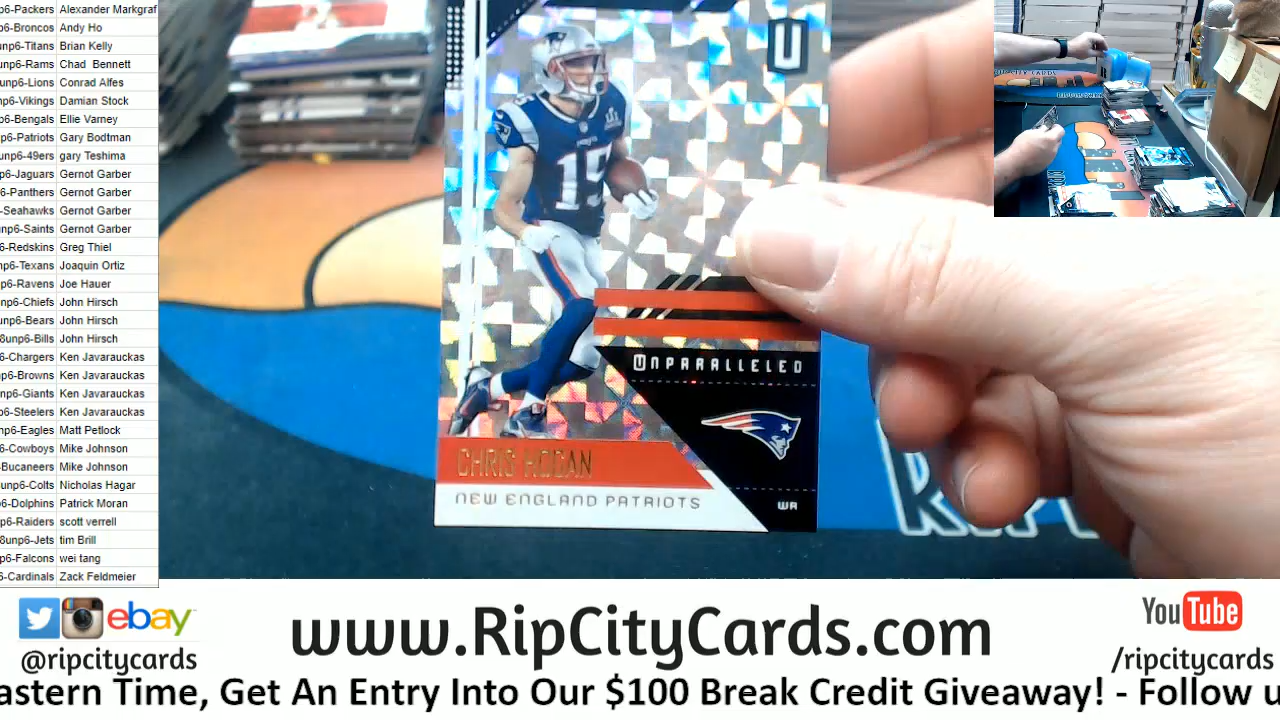 p6-Packers Alexander Markgraf
p6-Broncos Andy Ho
unp6-Titans Brian Kelly
unp6-Rams Chad Bennett
unp6-Lions Conrad Alfes
np6-Vikings Damian Stock
p6-Bengals Ellie Varney
p6-Patriots Gary Bodtman
unp6-49ers gary Teshima
p6-Jaguars Gernot Garber
p6-Panthers Gernot Garber
-Seahawks Gernot Garber
unp6-Saints Gernot Garber
6-Redskins Greg Thiel
np6-Texans Joaquin Ortiz
p6-Ravens Joe Hauer
np6-Chiefs John Hirsch
unp6-Bears John Hirsch
8unp6-Bills John Hirsch
6-Chargers Ken Javarauckas
p6-Browns Ken Javarauckas
np6-Giants Ken Javarauckas
6-Steelers Ken Javarauckas
p6-Eagles Matt Petlock
6-Cowboys Mike Johnson
-Bucaneers Mike Johnson
unp6-Colts Nicholas Hagar
p6-Dolphins Patrick Moran
np6-Raiders scott verrell
8unp6-Jets tim Brill
np6-Falcons wei tang
6-Cardinals Zack Feldmeier
U
15
UNPARALLELED
CHRIS HOGAN
NEW ENGLAND PATRIOTS
WR
ebay
@ripcitycards
www.RipCityCards.com
YouTube
/ripcitycards
astern Time, Get An Entry Into Our $100 Break Credit Giveaway! - Follow u